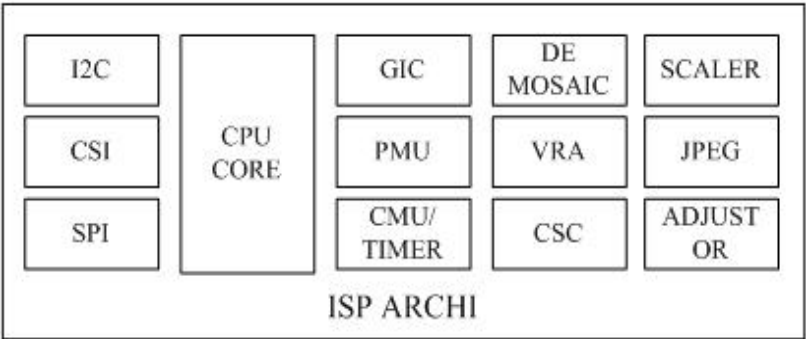 I2C
CSI
SPI
CPU
CORE
GIC
PMU
CMU/
TIMER
DE
MOSAIC
VRA
CSC
SCALER
JPEG
ADJUST
OR
ISP ARCHI